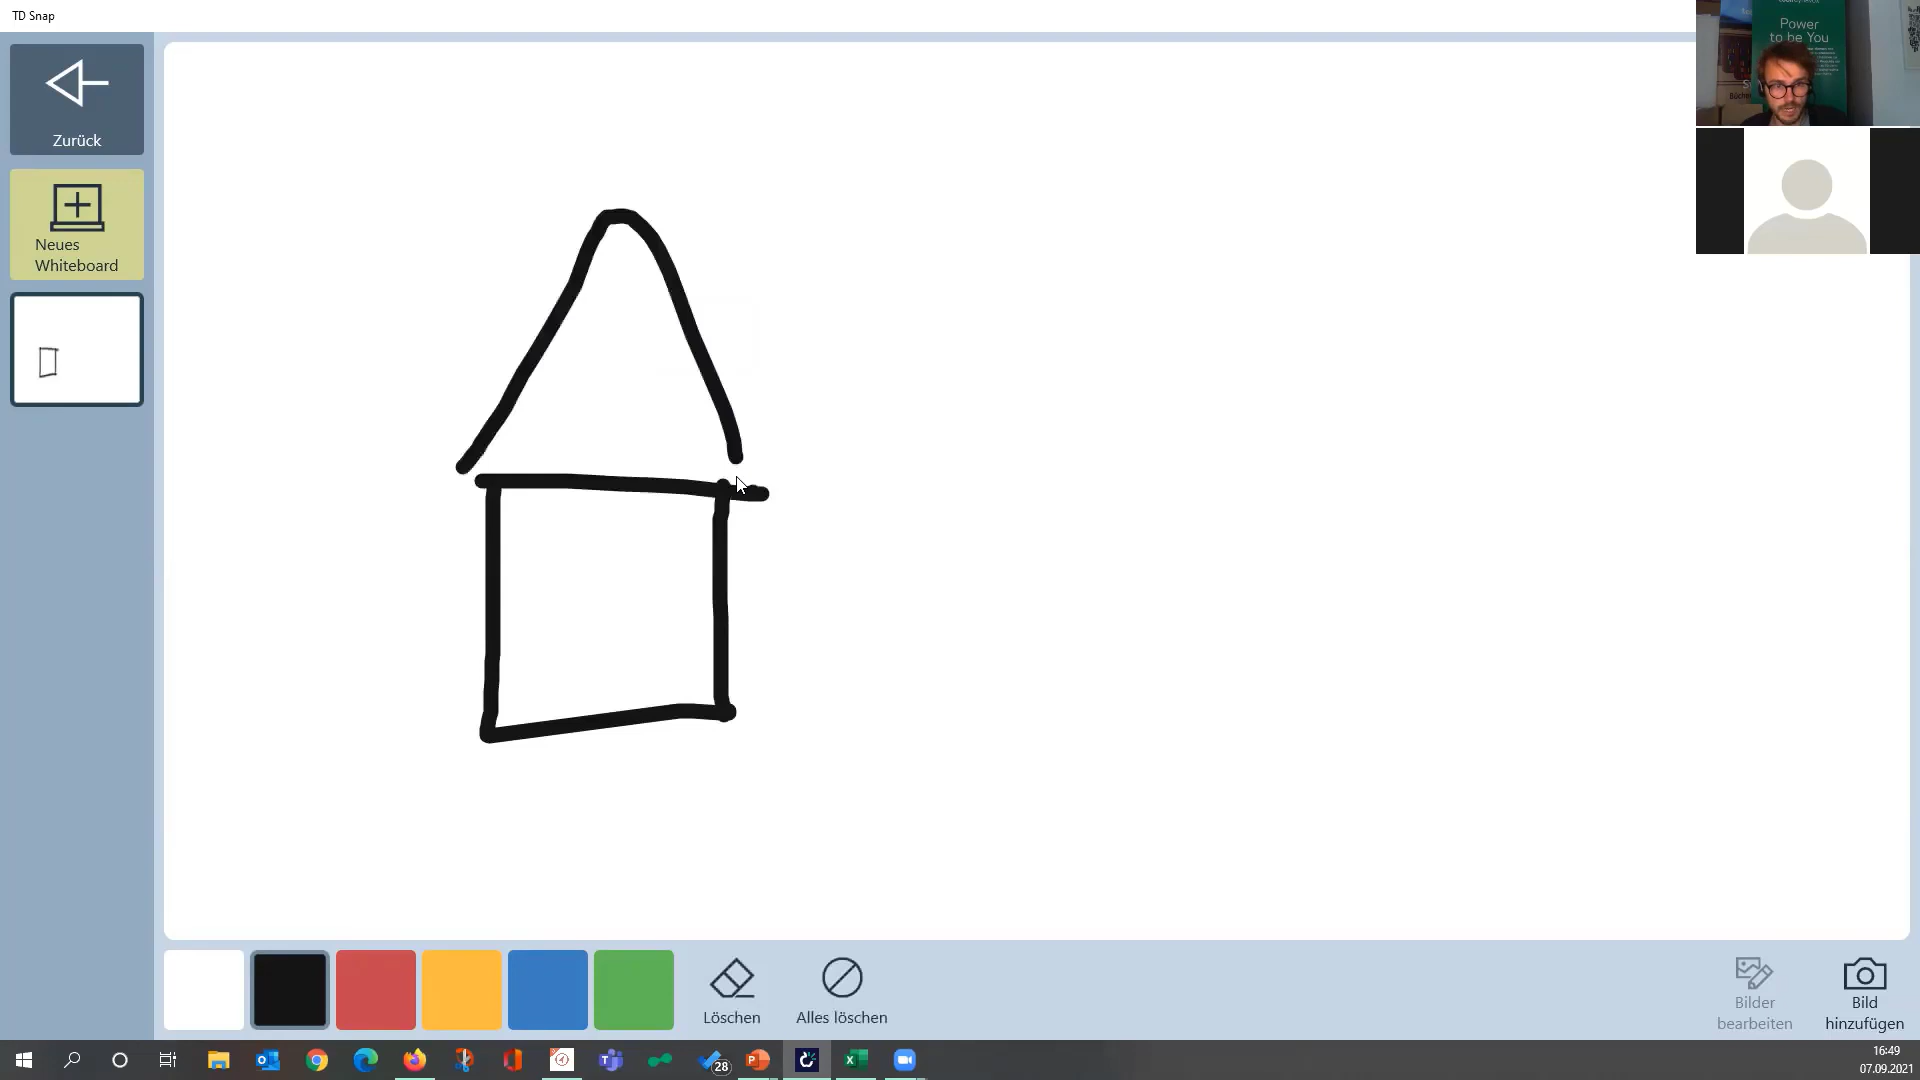 TD Snap
Power
to be You
Zurück
Neues
Whiteboard
Löschen
Alles löschen
Bilder
bearbeiten
Bild
hinzufügen
28
16:49
07.09.2021